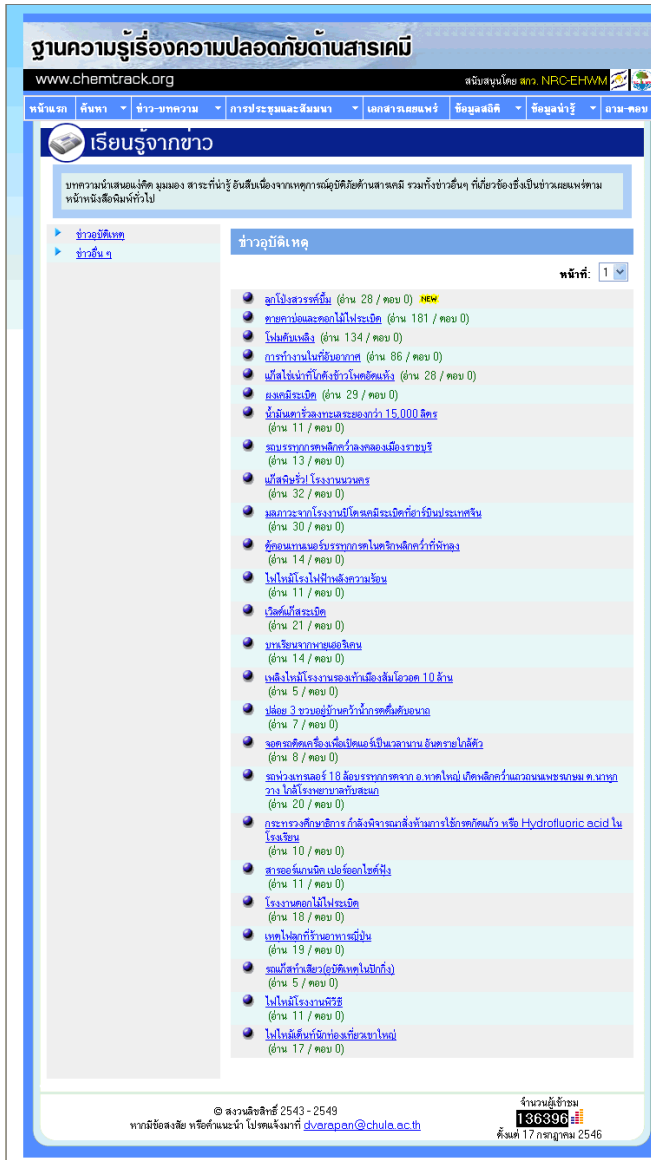 ฐานความรู้เรื่องความปลอดภัยด้านสารเคมี
www.chemtrack.org
สนับสนุนโดย สกว. NRC-EHWM
หน้าแรก ค้นหา ข่าว-บทความ การประชุมและสัมมนา เอกสารเผยแพร่ ข้อมูลสถิติ ข้อมูลน่ารู้ ถาม-ตอบ
เรียนรู้จากข่าว
บทความนำเสนอแง่คิด มุมมอง สาระที่น่ารู้ อันสืบเนื่องจากเหตุการณ์อุบัติภัยด้านสารเคมี รวมทั้งข่าวอื่นๆ ที่เกี่ยวข้องซึ่งเป็นข่าวเผยแพร่ตาม
หน้าหนังสือพิมพ์ทั่วไป
ข่าวอุบัติเหตุ
ข่าวอื่น ๆ
ข่าวอุบัติเหตุ
หน้าที่: 1
ลูกโป่งสวรรค์บึ้ม (อ่าน 28 / ตอบ 0) NEW
ตายคาบ่อและดอกไม้ไฟระเบิด (อ่าน 181 / ตอบ 0)
โฟมดับเพลิง (อ่าน 134 / ตอบ 0)
การทำงานในที่อับอากาศ (อ่าน 86 / ตอบ 0)
แก๊สไข่เน่าที่โกดังข้าวโพดอัดแห้ง (อ่าน 28 / ตอบ 0)
ผงเคมีระเบิด (อ่าน 29 / ตอบ 0)
น้ำมันเตารั่วลงทะเลระยองกว่า 15,000 ลิตร
(อ่าน 11 / ตอบ 0)
รถบรรทุกกรดพลิกคว่ำลงคลองเมืองราชบุรี
(อ่าน 13 / ตอบ 0)
แก๊สพิษรั่ว! โรงงานนวนคร
(อ่าน 32 / ตอบ 0)
มลภาวะจากโรงงานปิโตรเคมีระเบิดที่ฮาร์บินประเทศจีน
(อ่าน 30 / ตอบ 0)
ตู้คอนเทนเนอร์บรรทุกกรดไนตริกพลิกคว่ำที่พัทลุง
(อ่าน 14 / ตอบ 0)
ไฟไหม้โรงไฟฟ้าพลังความร้อน
(อ่าน 11 / ตอบ 0)
เวิลด์แก๊สระเบิด
(อ่าน 21 / ตอบ 0)
บทเรียนจากพายุเฮอริเคน
(อ่าน 14 / ตอบ 0)
เพลิงไหม้โรงงานรองเท้าเมืองสัมโอวอด 10 ล้าน
(อ่าน 5 / ตอบ 0)
ปล่อย 3 ขวบอยู่บ้านคว้าน้ำกรดดื่มดับอนาถ
(อ่าน 7 / ตอบ 0)
จอดรถติดเครื่องเพื่อเปิดแอร์เป็นเวลานาน อันตรายใกล้ตัว
(อ่าน 8 / ตอบ 0)
รถพ่วงเทรลเลอร์ 18 ล้อบรรทุกกรดจาก อ.หาดใหญ่ เกิดพลิกคว่ำแถวถนนเพชรเกษม ต.นาทุก
วาง ใกล้โรงพยาบาลทับสะแก
(อ่าน 20 / ตอบ 0)
กระทรวงศึกษาธิการ กำลังพิจารณาสั่งห้ามการใช้กรดกัดแก้ว หรือ Hydrofluoric acid ใน
โรงเรียน
(อ่าน 10 / ตอบ 0)
สารออร์แกนนิค เปอร์ออกไซด์ฟุ้ง
(อ่าน 11 / ตอบ 0)
โรงงานดอกไม้ไฟระเบิด
(อ่าน 18 / ตอบ 0)
เหตุไฟลุกที่ร้านอาหารญี่ปุ่น
(อ่าน 19 / ตอบ 0)
รถแก๊สทำเสียว(อุบัติเหตุในปักกิ่ง)
(อ่าน 5 / ตอบ 0)
ไฟไหม้โรงงานพีวีซี
(อ่าน 11 / ตอบ 0)
ไฟไหม้เต็นท์นักท่องเที่ยวเขาใหญ่
(อ่าน 17 / ตอบ 0)
© สงวนลิขสิทธิ์ 2543 - 2549
หากมีข้อสงสัย หรือคำแนะนำ โปรดแจ้งมาที่ dvarapan@chula.ac.th
จำนวนผู้เข้าชม
136396
ตั้งแต่ 17 กรกฎาคม 2546